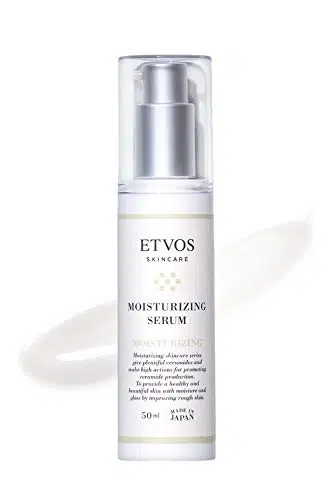 ETVOS
SKINCARE
MOISTURIZING
SERUM
MOISTURIZING
Moisturizing skincare series
give plentiful ceramides and
make high actions for promoting
ceramide production.
To provide a healthy and
beautiful skin with moisture and
gloss by improving rough skin.
50ml
MADE IN
JAPAN